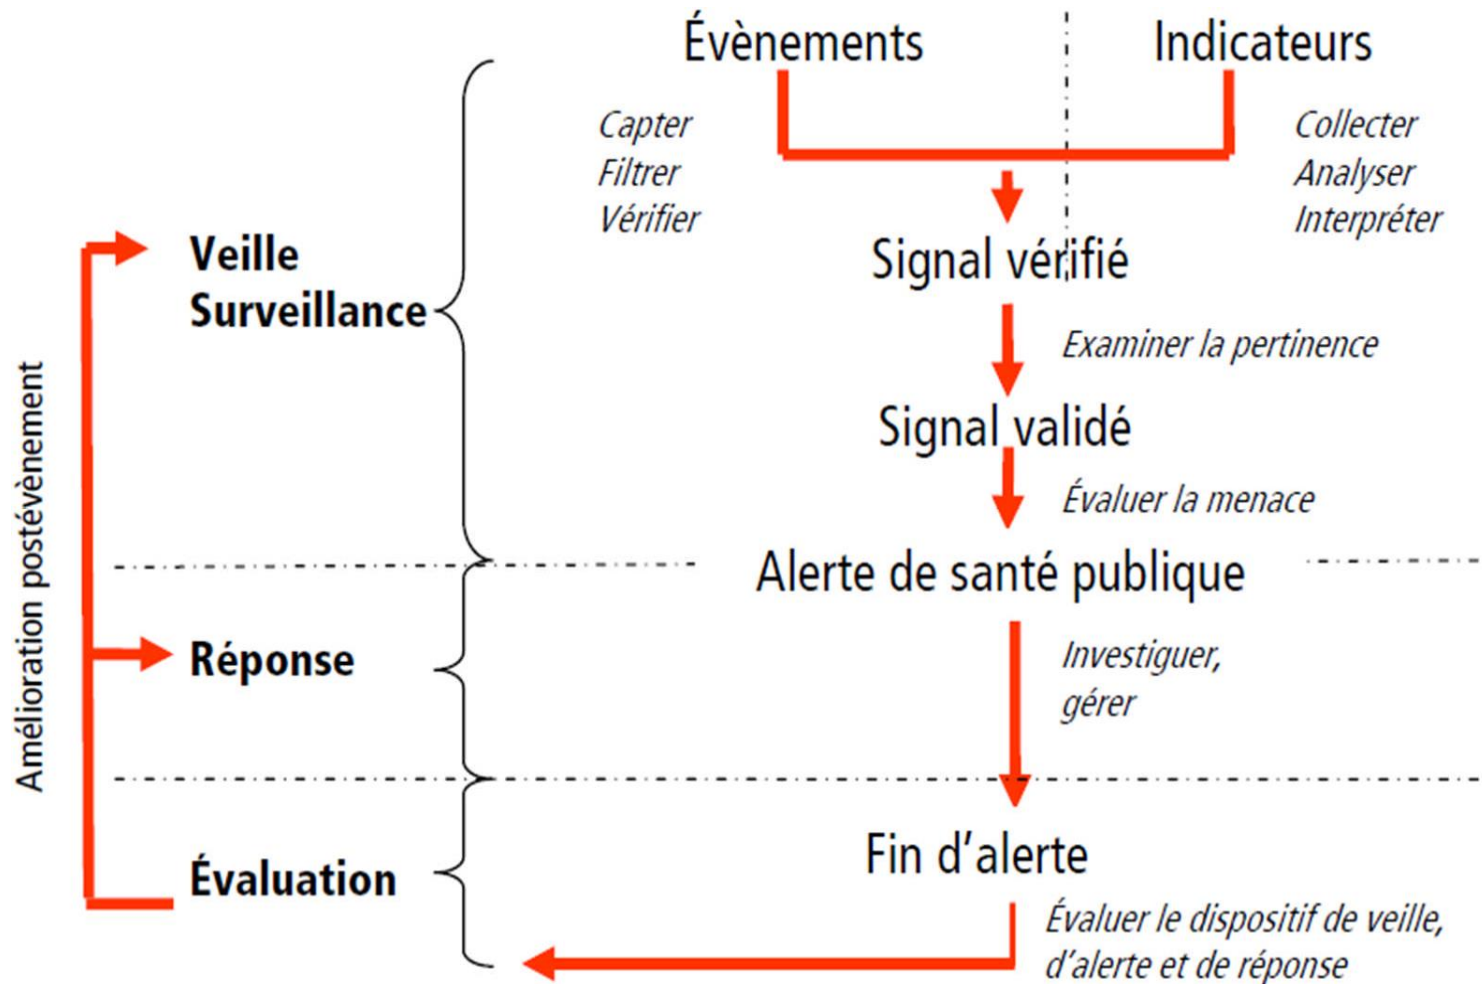 Évènements
Indicateurs
Capter
Filtrer
Vérifier
Collecter
Analyser
Interpréter
Veille
Surveillance
Signal vérifié
Examiner la pertinence
Signal validé
Évaluer la menace
Alerte de santé publique
Amélioration postévènement
Réponse
Investiguer,
gérer
Évaluation
Fin d'alerte
Évaluer le dispositif de veille,
d'alerte et de réponse